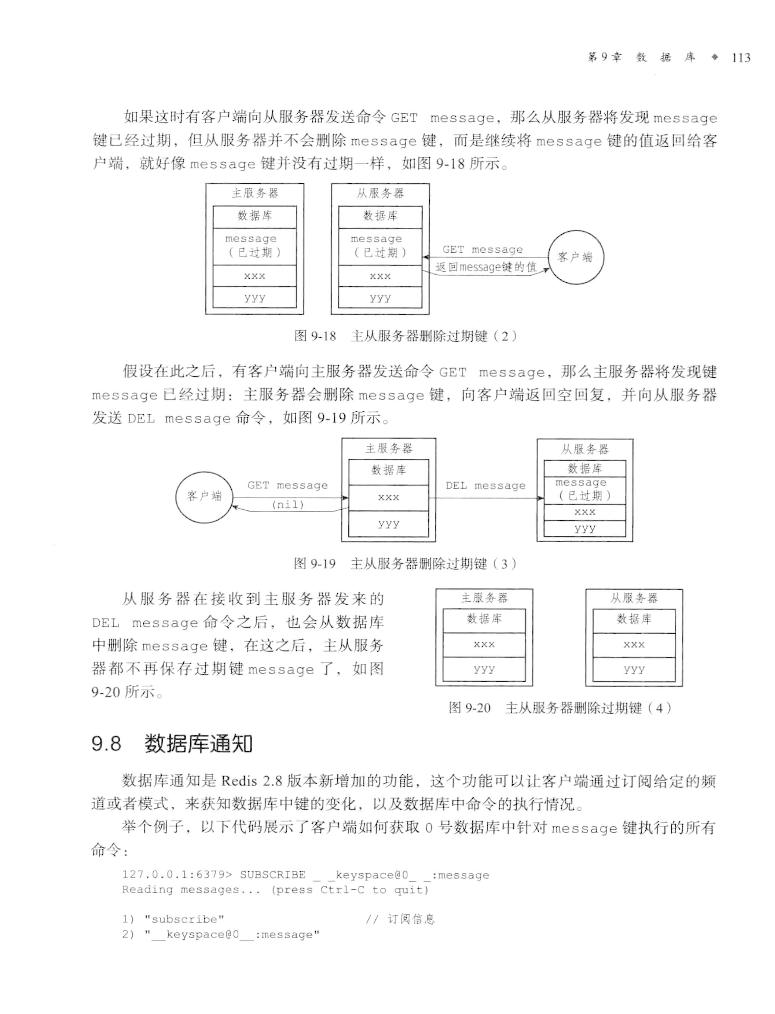 第9章 数 据 库 ◆ 113
如果这时有客户端向从服务器发送命令 GET message，那么从服务器将发现 message
键已经过期，但从服务器并不会删除 message 键，而是继续将 message 键的值返回给客
户端，就好像 message 键并没有过期一样，如图 9-18 所示。
主服务器
数据库
message
（已过期）
xxx
yyy
从服务器
数据库
message
（已过期）
xxx
yyy
GET message
返回message键的值
客户端
图 9-18 主从服务器删除过期键（2）
假设在此之后，有客户端向主服务器发送命令 GET message，那么主服务器将发现键
message 已经过期：主服务器会删除 message 键，向客户端返回空回复，并向从服务器
发送 DEL message 命令，如图 9-19 所示。
客户端
GET message
(nil)
主服务器
数据库
xxx
yyy
DEL message
从服务器
数据库
message
（已过期）
xxx
yyy
图 9-19 主从服务器删除过期键（3）
从服务器在接收到主服务器发来的
DEL message 命令之后，也会从数据库
中删除 message 键，在这之后，主从服务
器都不再保存过期键 message 了，如图
9-20 所示。
主服务器
数据库
xxx
yyy
从服务器
数据库
xxx
yyy
图 9-20 主从服务器删除过期键（4）
9.8 数据库通知
数据库通知是 Redis 2.8 版本新增加的功能，这个功能可以让客户端通过订阅给定的频
道或者模式，来获知数据库中键的变化，以及数据库中命令的执行情况。
举个例子，以下代码展示了客户端如何获取 0 号数据库中针对 message 键执行的所有
命令：
127.0.0.1:6379> SUBSCRIBE _ _keyspace@0_ _:message
Reading messages... (press Ctrl-C to quit)
1) "subscribe" // 订阅信息
2) "__keyspace@0__:message"